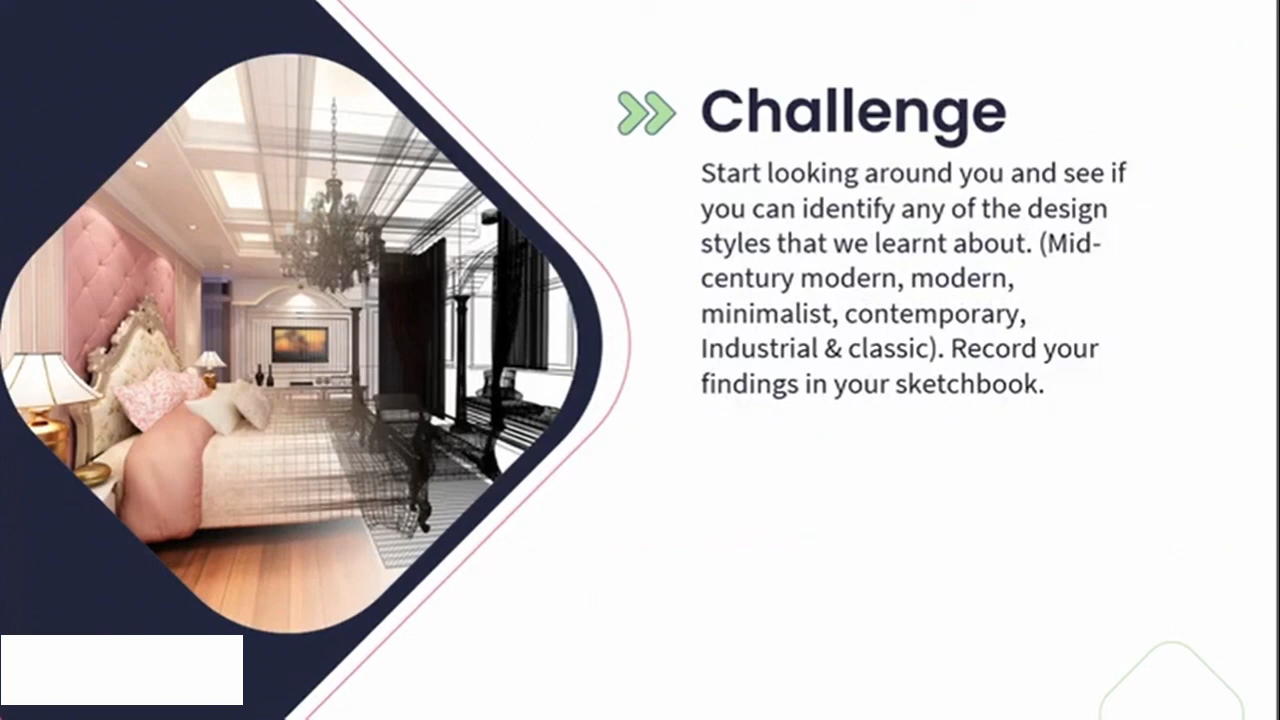 Challenge
Start looking around you and see if
you can identify any of the design
styles that we learnt about. (Mid-
century modern, modern,
minimalist, contemporary,
Industrial & classic). Record your
findings in your sketchbook.